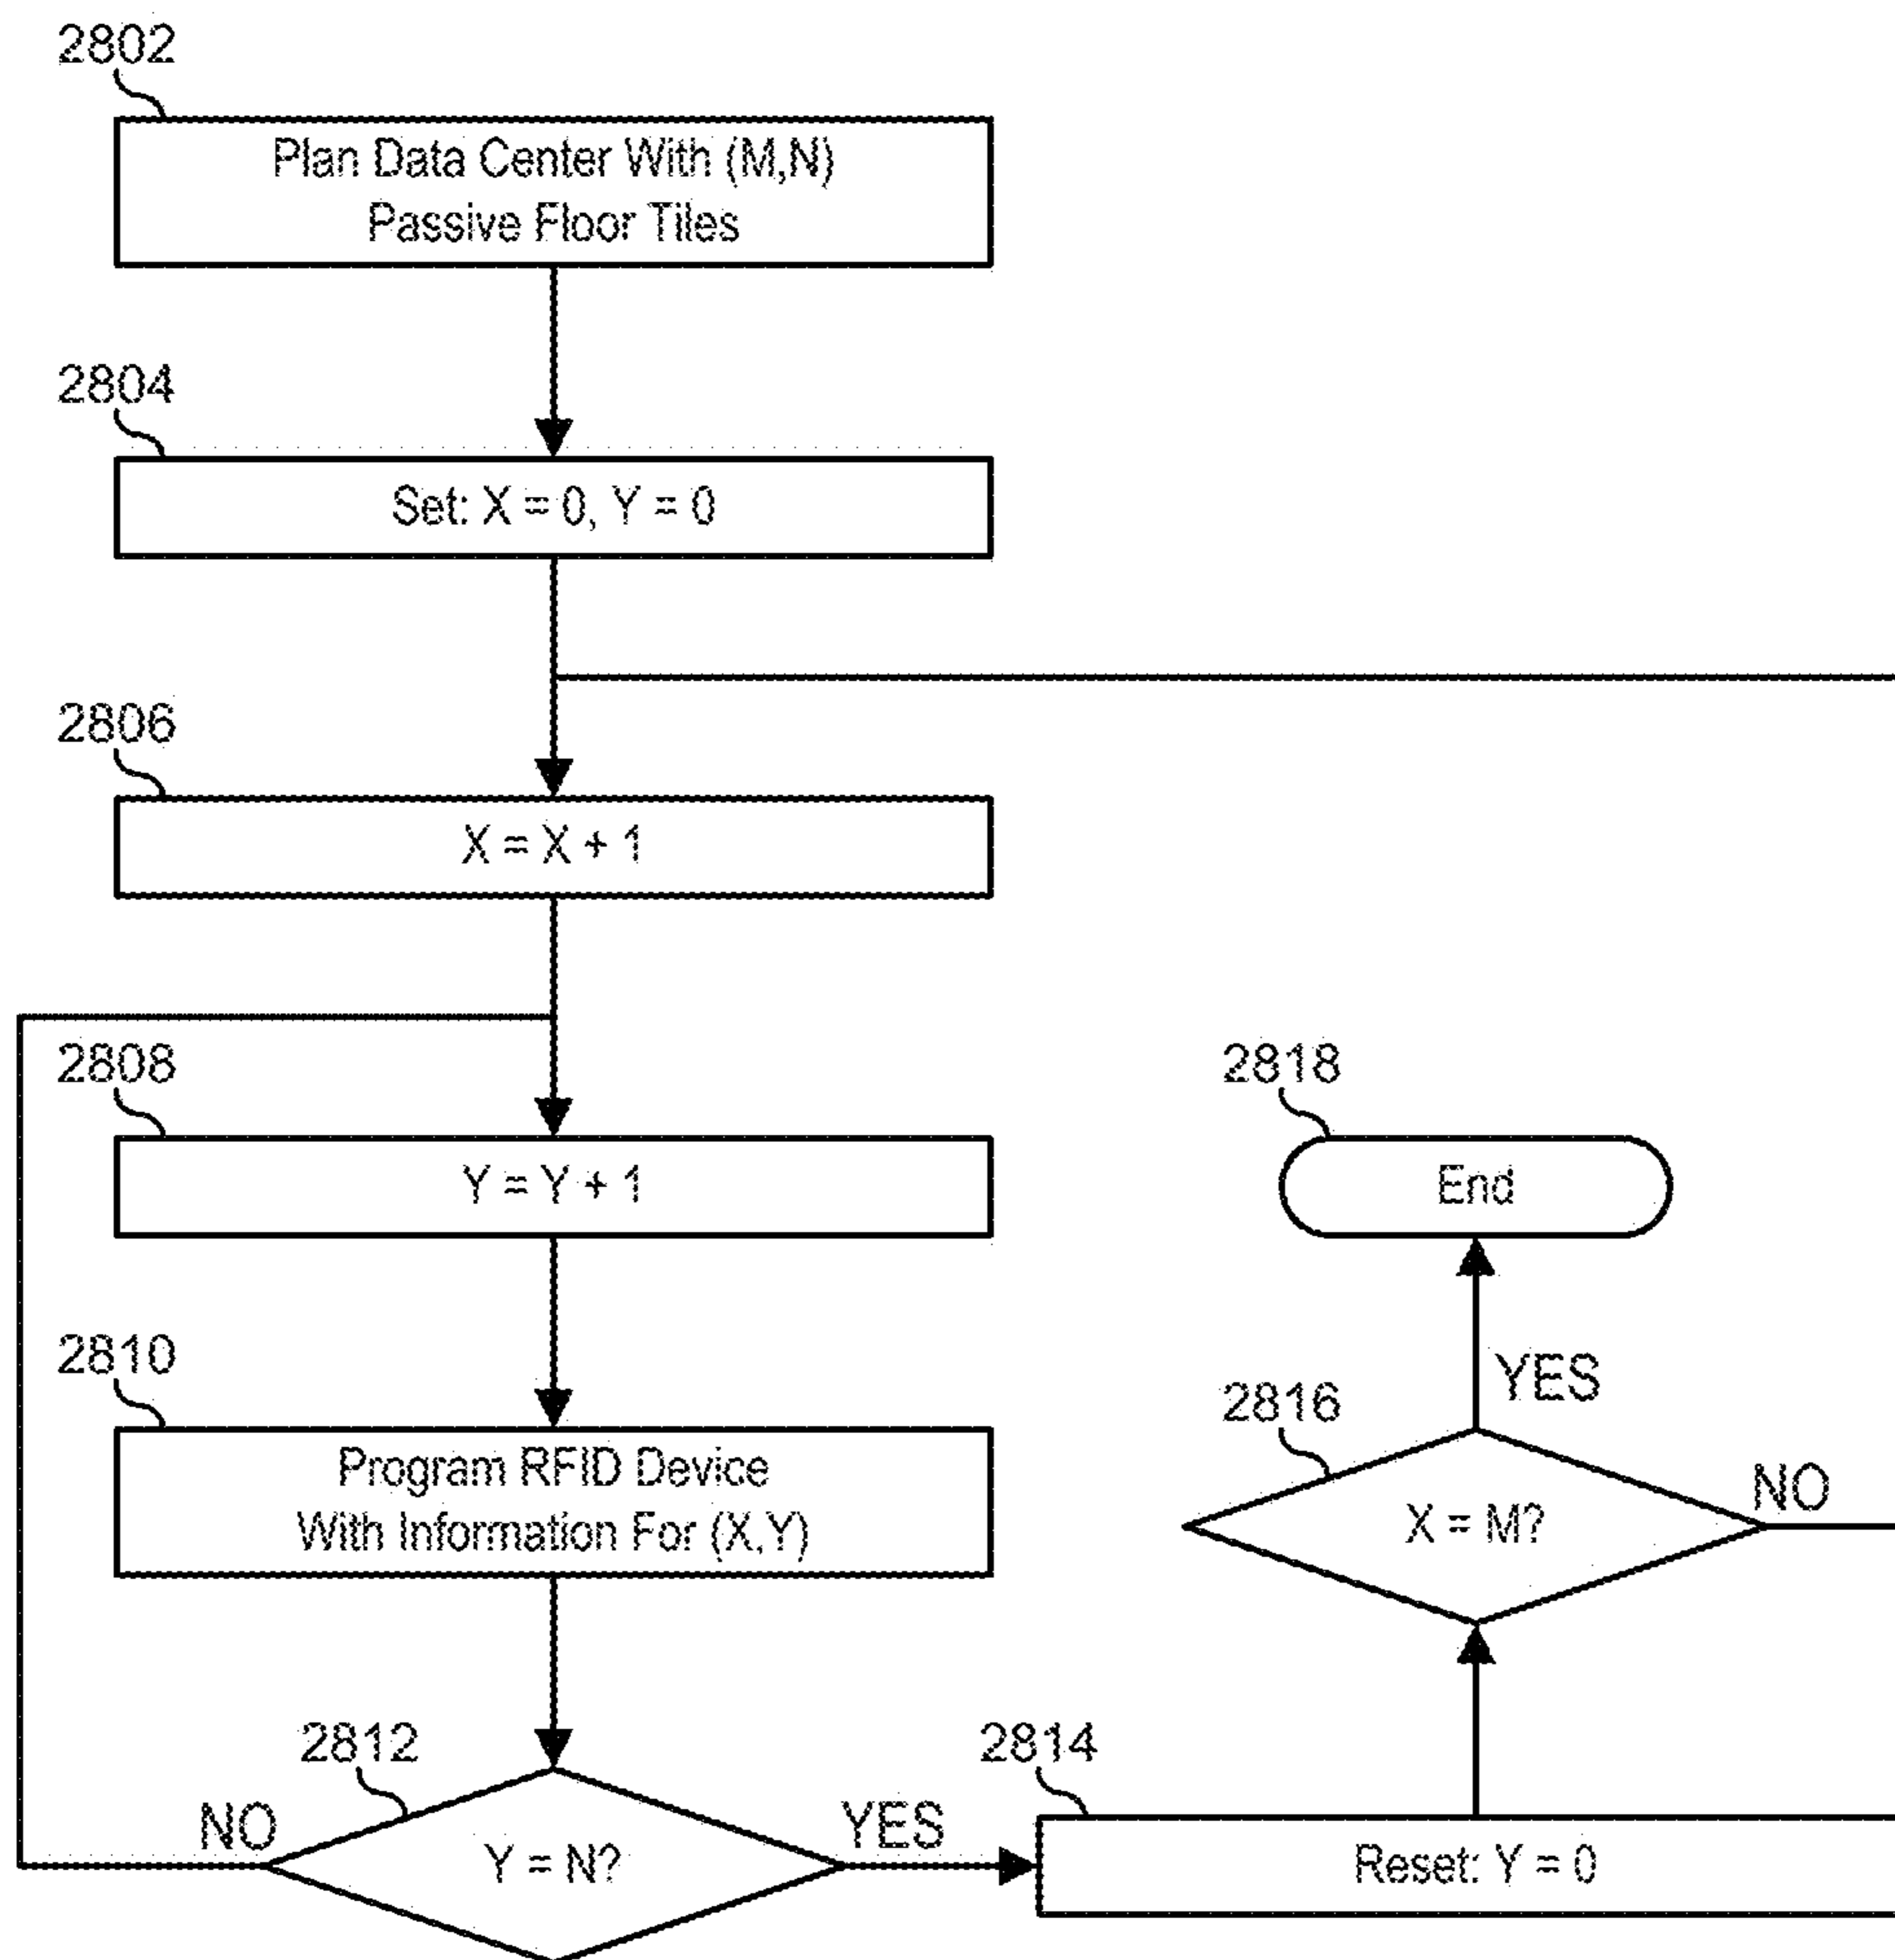 2802
Plan Data Center With (M,N)
Passive Floor Tiles
2804
Set: X = 0, Y = 0
2806
X = X + 1
2808
Y = Y + 1
2810
Program RFID Device
With Information For (X,Y)
2812
NO
Y = N?
YES
2814
Reset: Y = 0
2816
X = M?
NO
YES
2818
End